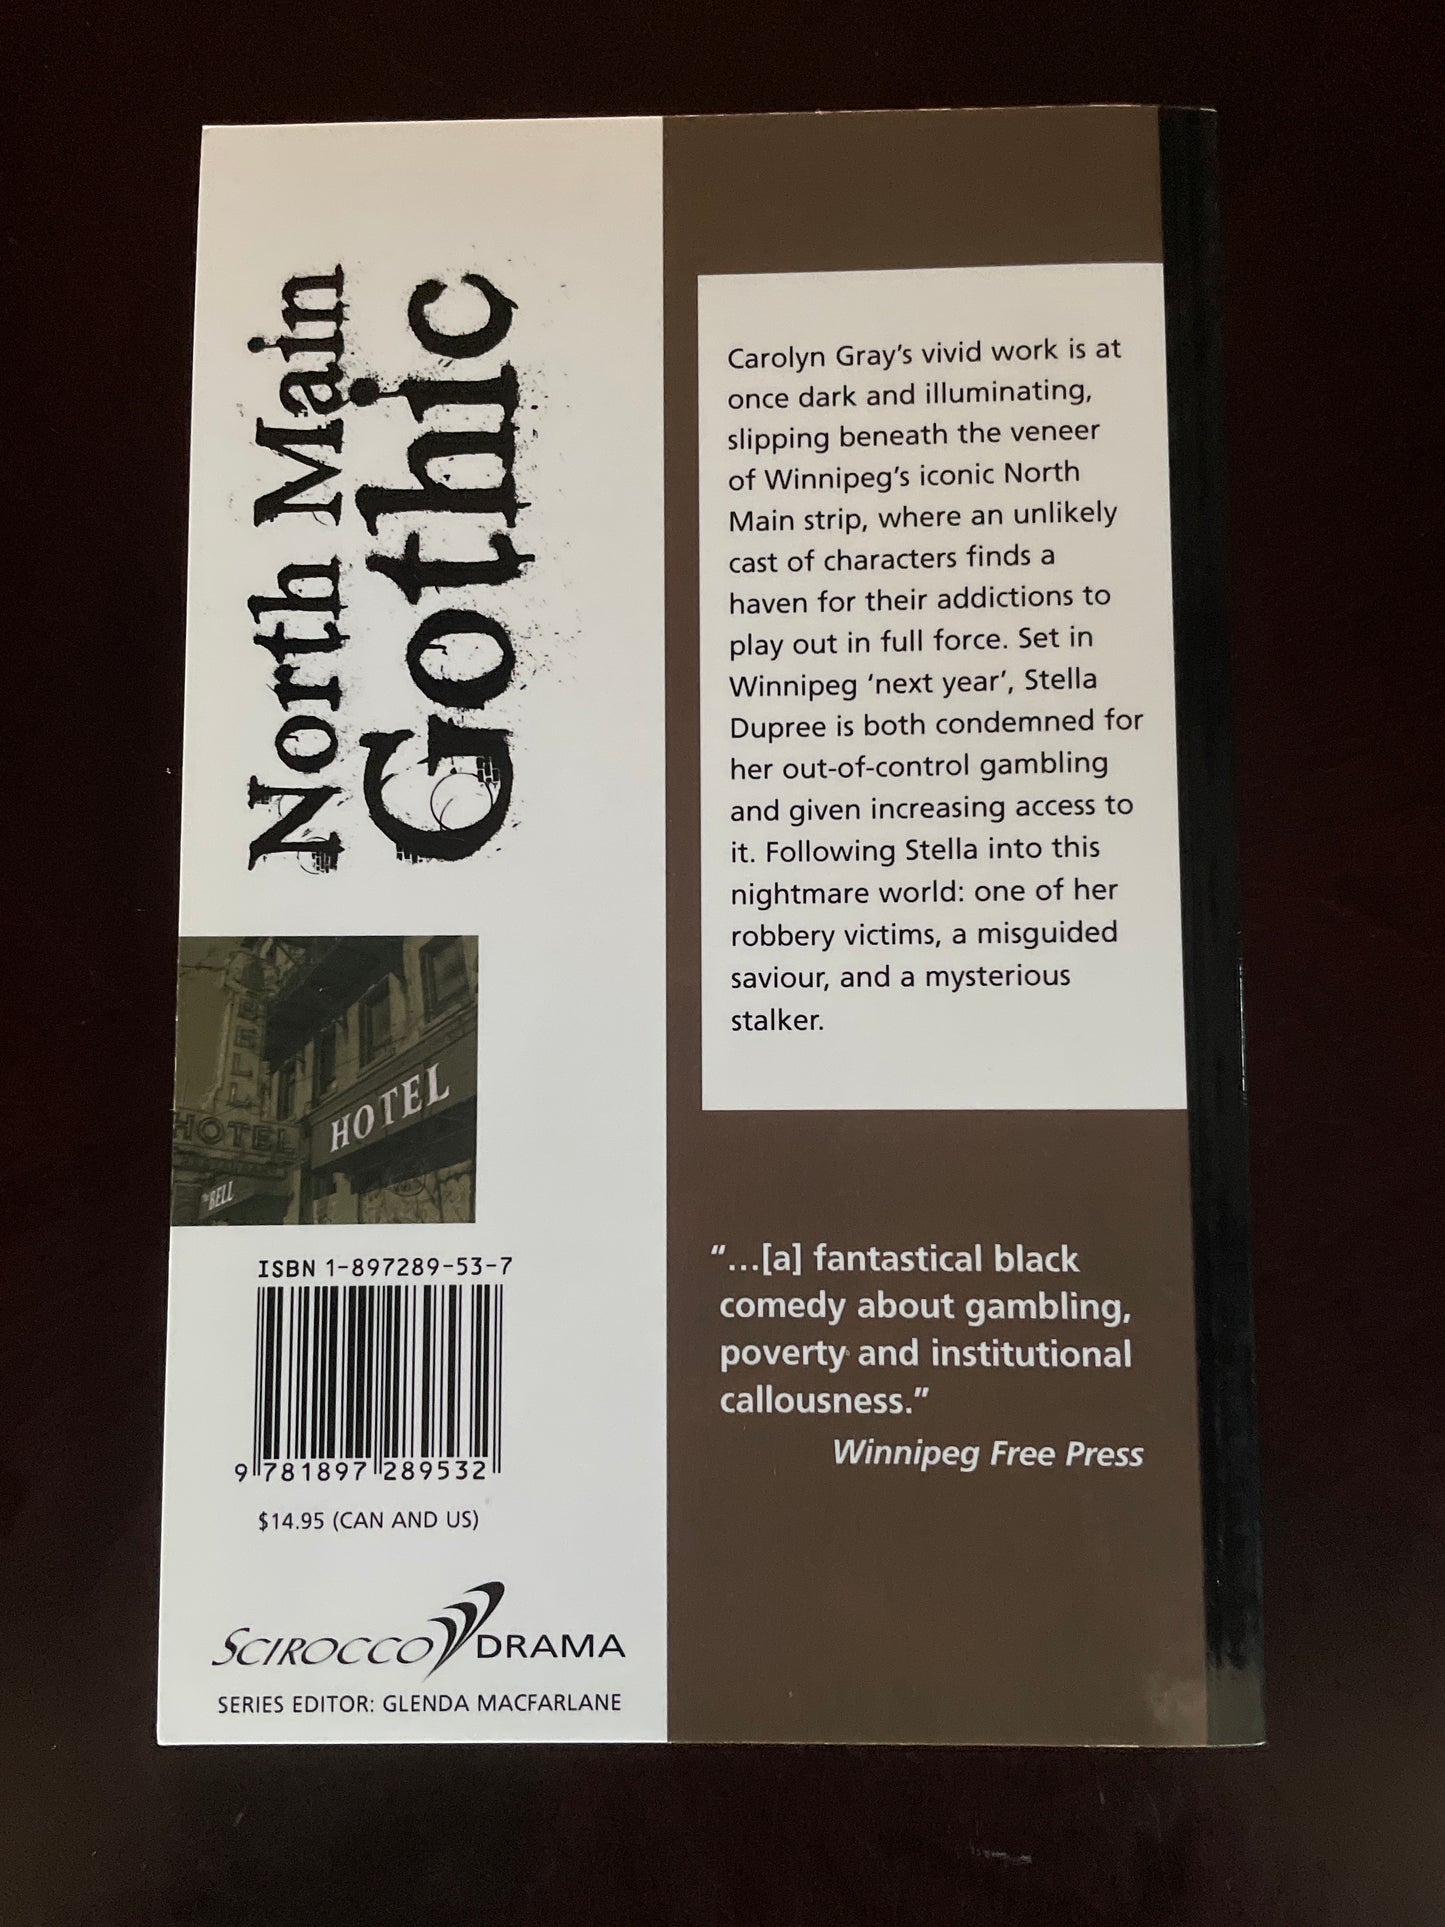 North Main
Gothic
BELL
HOTEL
HOTEL
THE BELL
ISBN 1-897289-53-7
9 781897 289532
$14.95 (CAN AND US)
SCIROCCO DRAMA
SERIES EDITOR: GLENDA MACFARLANE
Carolyn Gray’s vivid work is at
once dark and illuminating,
slipping beneath the veneer
of Winnipeg’s iconic North
Main strip, where an unlikely
cast of characters finds a
haven for their addictions to
play out in full force. Set in
Winnipeg ‘next year’, Stella
Dupree is both condemned for
her out-of-control gambling
and given increasing access to
it. Following Stella into this
nightmare world: one of her
robbery victims, a misguided
saviour, and a mysterious
stalker.
“...[a] fantastical black
comedy about gambling,
poverty and institutional
callousness.”
Winnipeg Free Press